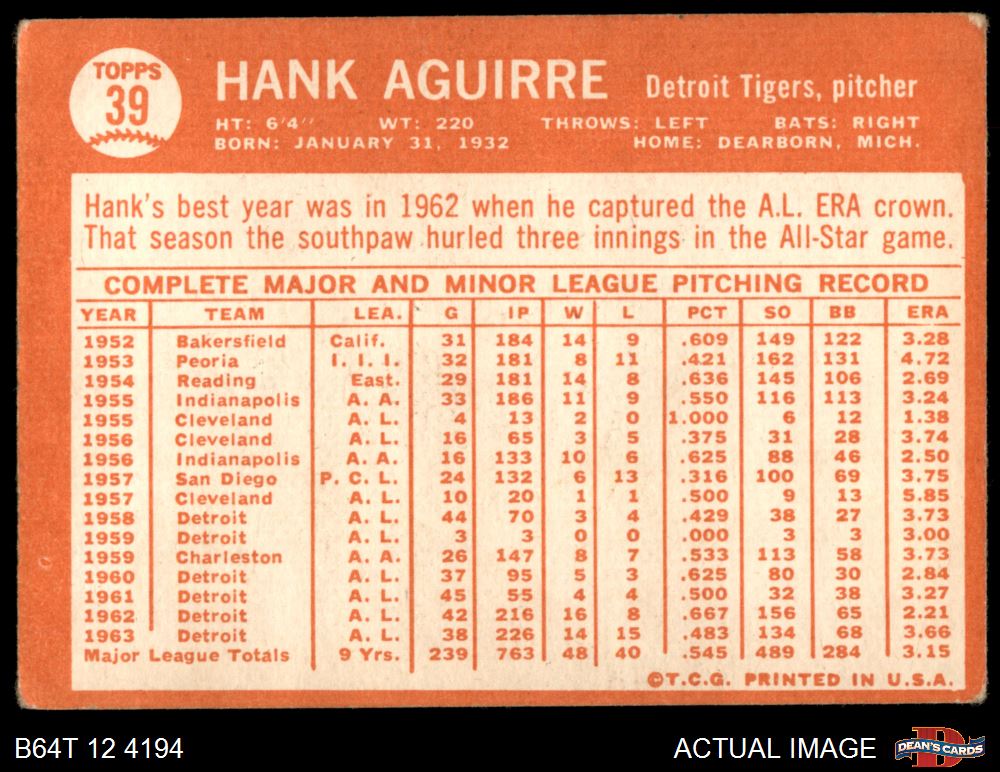 TOPPS
39
HANK AGUIRRE Detroit Tigers, pitcher
HT: 6'4'' WT: 220 THROWS: LEFT BATS: RIGHT
BORN: JANUARY 31, 1932 HOME: DEARBORN, MICH.
Hank's best year was in 1962 when he captured the A.L. ERA crown.
That season the southpaw hurled three innings in the All-Star game.
COMPLETE MAJOR AND MINOR LEAGUE PITCHING RECORD
YEAR TEAM LEA. G IP W L PCT SO BB ERA
1952 Bakersfield Calif. 31 184 14 9 .609 149 122 3.28
1953 Peoria I. I. I. 32 181 8 11 .421 162 131 4.72
1954 Reading East. 29 181 14 8 .636 145 106 2.69
1955 Indianapolis A. A. 33 186 11 9 .550 116 113 3.24
1955 Cleveland A. L. 4 13 2 0 1.000 6 12 1.38
1956 Cleveland A. L. 16 65 3 5 .375 31 28 3.74
1956 Indianapolis A. A. 16 133 10 6 .625 88 46 2.50
1957 San Diego P. C. L. 24 132 6 13 .316 100 69 3.75
1957 Cleveland A. L. 10 20 1 1 .500 9 13 5.85
1958 Detroit A. L. 44 70 3 4 .429 38 27 3.73
1959 Detroit A. L. 3 3 0 0 .000 3 3 3.00
1959 Charleston A. A. 26 147 8 7 .533 113 58 3.73
1960 Detroit A. L. 37 95 5 3 .625 80 30 2.84
1961 Detroit A. L. 45 55 4 4 .500 32 38 3.27
1962 Detroit A. L. 42 216 16 8 .667 156 65 2.21
1963 Detroit A. L. 38 226 14 15 .483 134 68 3.66
Major League Totals 9 Yrs. 239 763 48 40 .545 489 284 3.15
©T.C.G. PRINTED IN U.S.A.
B64T 12 4194 ACTUAL IMAGE DEAN'S CARDS